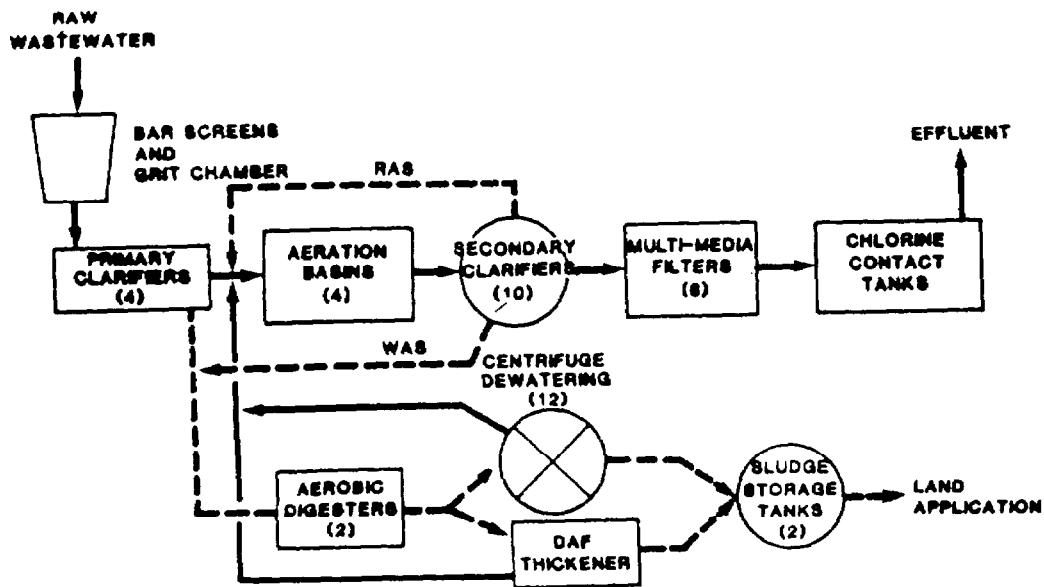 RAW
WASTEWATER
BAR SCREENS
AND
GRIT CHAMBER
EFFLUENT
RAS
PRIMARY
CLARIFIERS
(4)
AERATION
BASINS
(4)
SECONDARY
CLARIFIERS
(10)
MULTI-MEDIA
FILTERS
(6)
CHLORINE
CONTACT
TANKS
WAS
CENTRIFUGE
DEWATERING
(12)
AEROBIC
DIGESTERS
(2)
DAF
THICKENER
SLUDGE
STORAGE
TANKS
(2)
LAND
APPLICATION